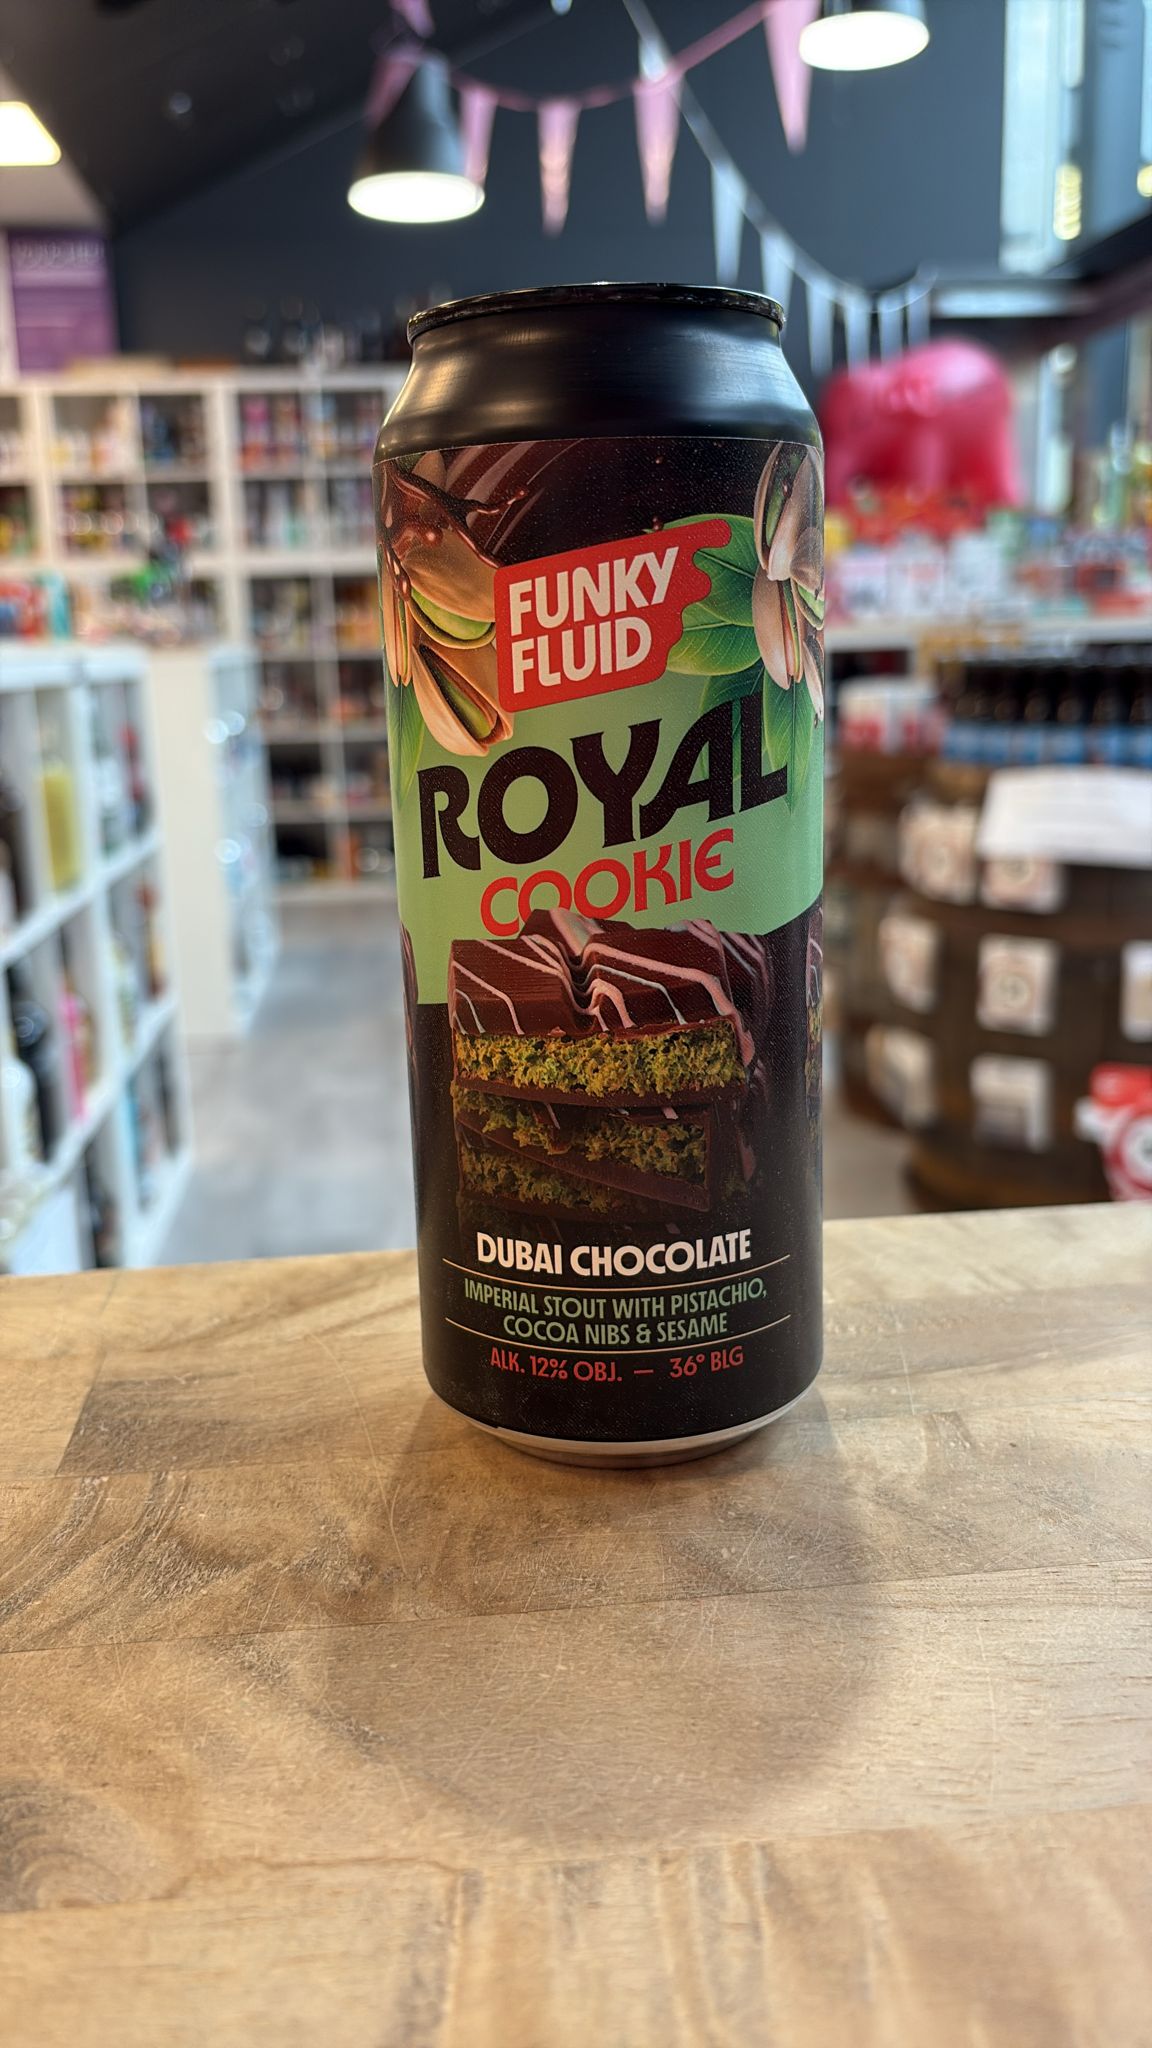 FUNKY
FLUID
ROYAL
COOKIE
DUBAI CHOCOLATE
IMPERIAL STOUT WITH PISTACHIO,
COCOA NIBS & SESAME
ALK. 12% OBJ. — 36° BLG